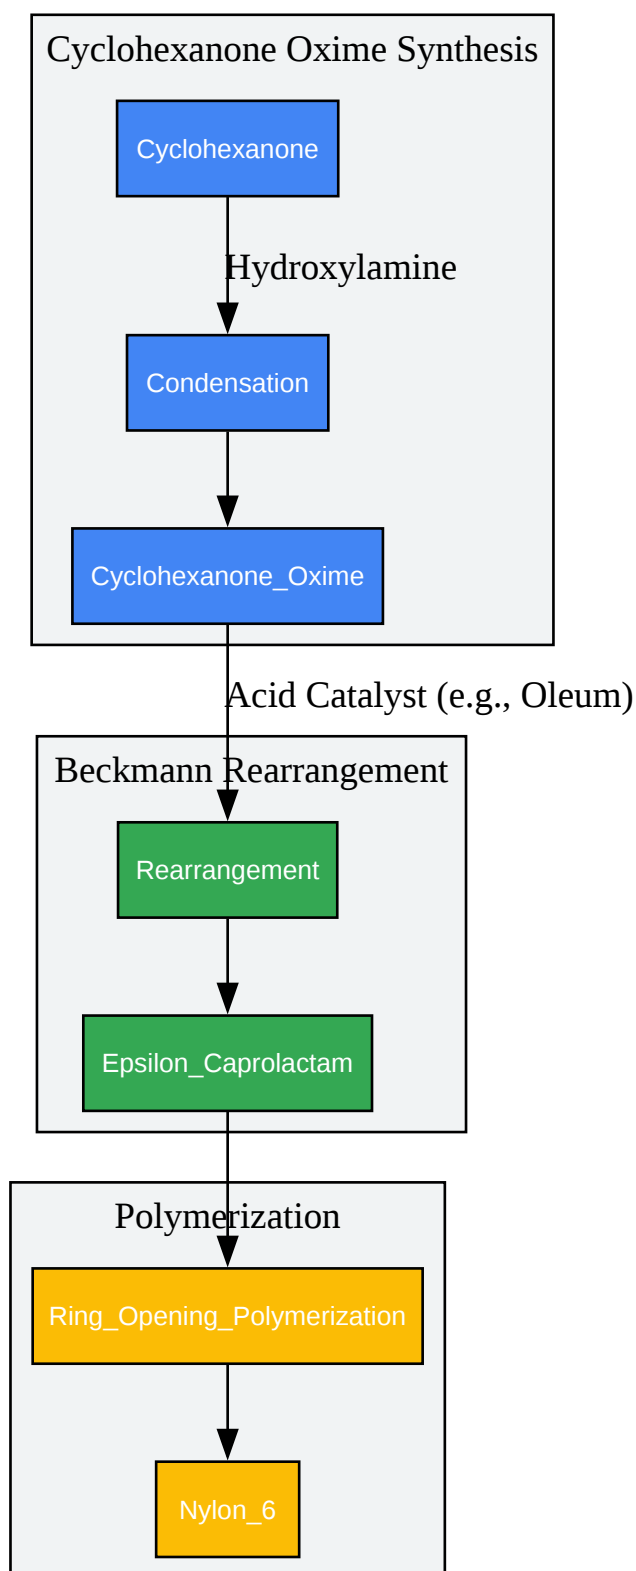 Cyclohexanone Oxime Synthesis
Cyclohexanone
Hydroxylamine
Condensation
Cyclohexanone_Oxime
Acid Catalyst (e.g., Oleum)
Beckmann Rearrangement
Rearrangement
Epsilon_Caprolactam
Polymerization
Ring_Opening_Polymerization
Nylon_6